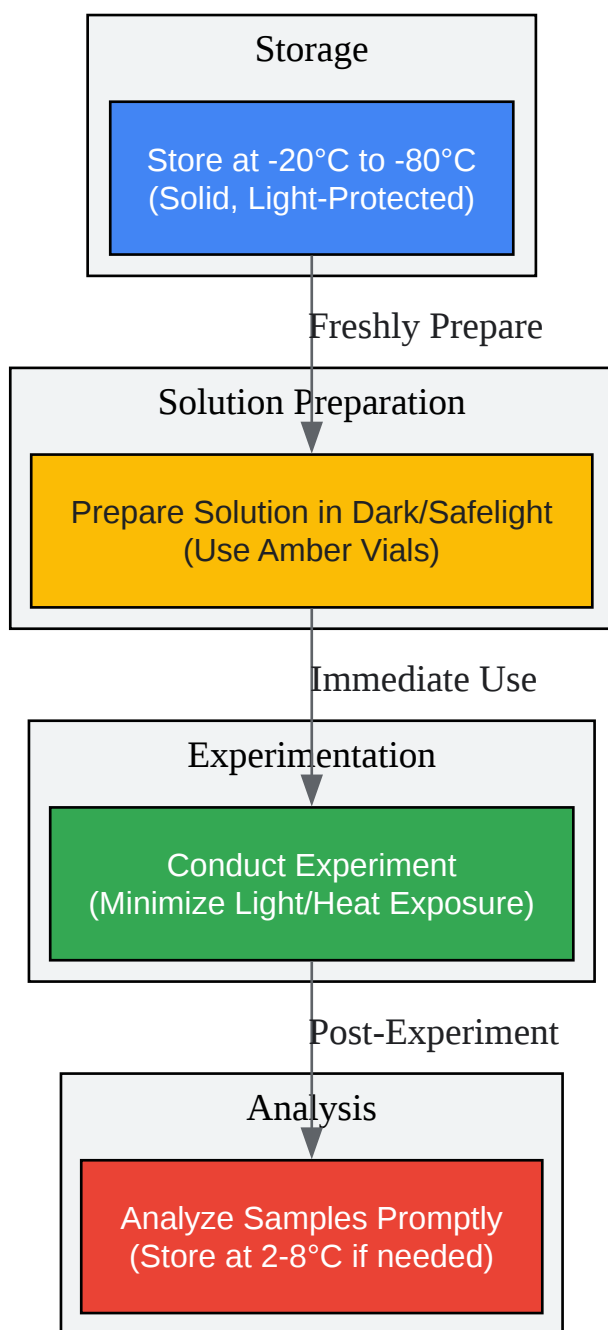 Storage
Store at -20°C to -80°C
(Solid, Light-Protected)
Freshly Prepare
Solution Preparation
Prepare Solution in Dark/Safelight
(Use Amber Vials)
Immediate Use
Experimentation
Conduct Experiment
(Minimize Light/Heat Exposure)
Post-Experiment
Analysis
Analyze Samples Promptly
(Store at 2-8°C if needed)